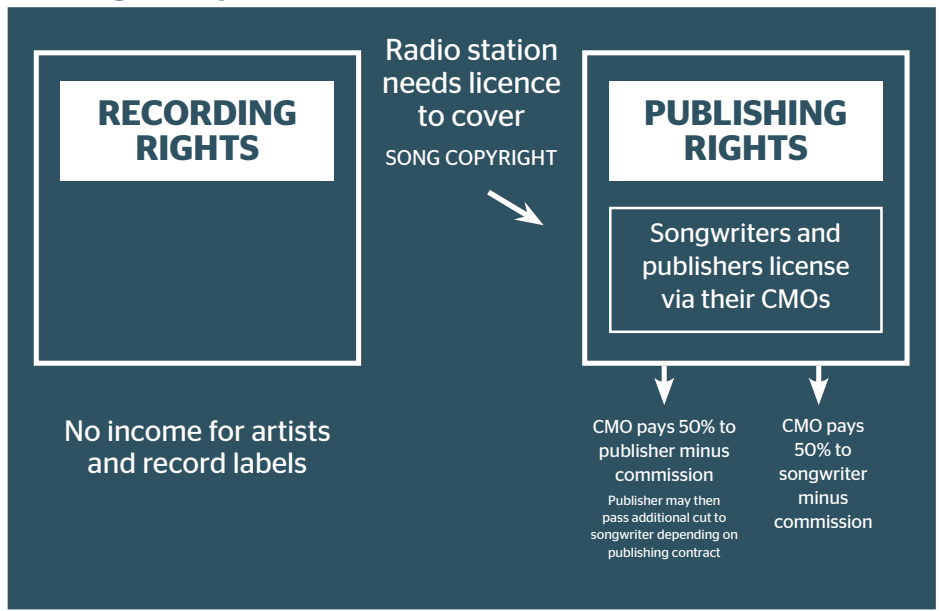 RECORDING
RIGHTS
No income for artists
and record labels
Radio station
needs licence
to cover
SONG COPYRIGHT
PUBLISHING
RIGHTS
Songwriters and
publishers license
via their CMOs
CMO pays 50% to
publisher minus
commission
Publisher may then
pass additional cut to
songwriter depending on
publishing contract
CMO pays
50% to
songwriter
minus
commission